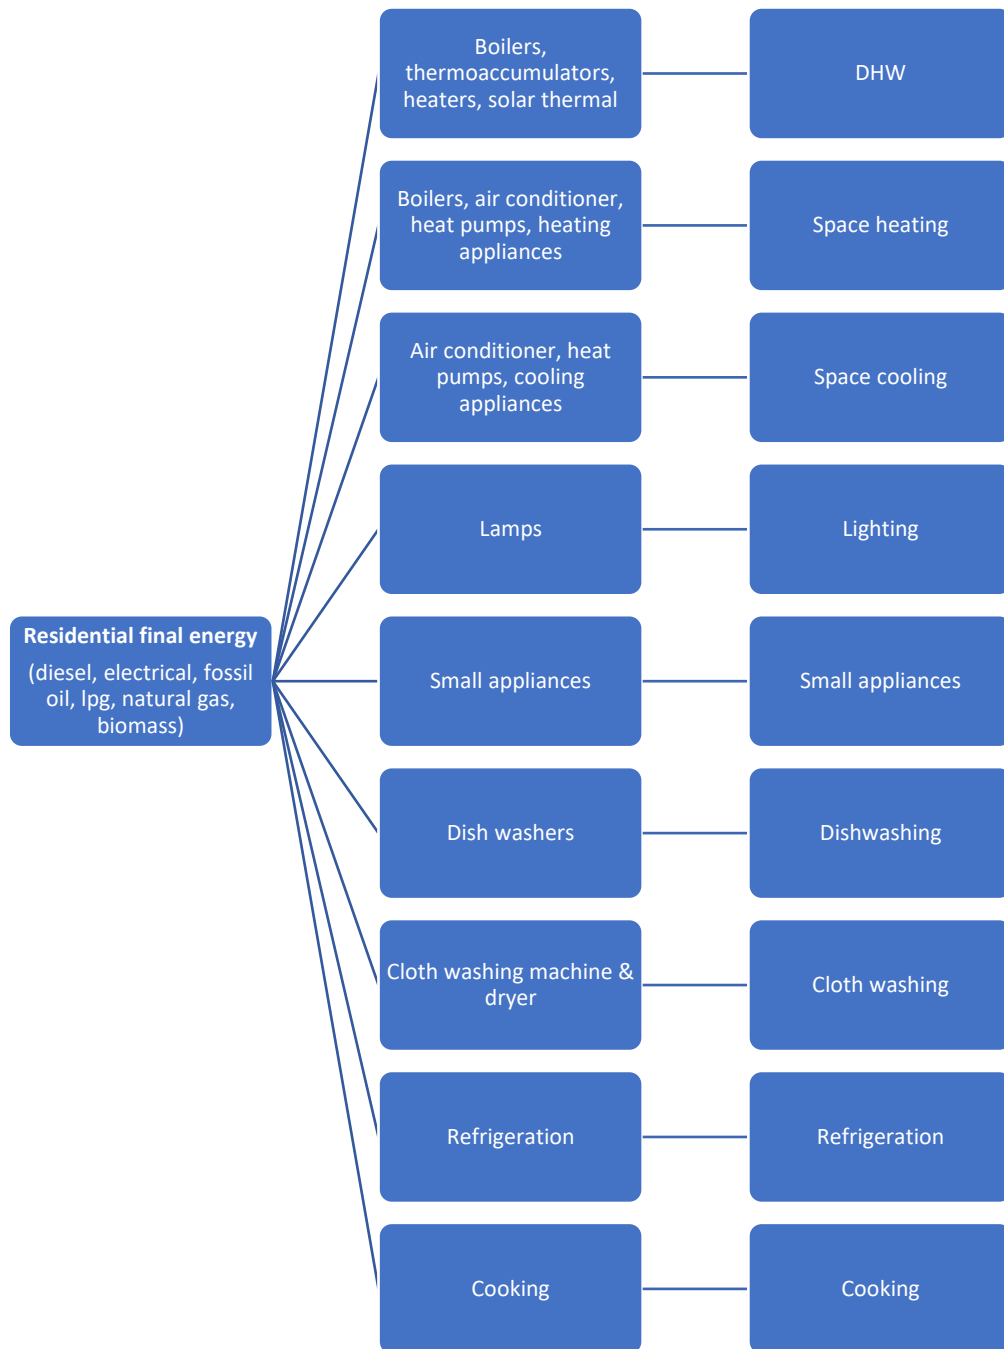 Boilers,
thermoaccumulators,
heaters, solar thermal
DHW
Boilers, air conditioner,
heat pumps, heating
appliances
Space heating
Air conditioner, heat
pumps, cooling
appliances
Space cooling
Lamps
Lighting
Residential final energy
(diesel, electrical, fossil
oil, lpg, natural gas,
biomass)
Small appliances
Small appliances
Dish washers
Dishwashing
Cloth washing machine &
dryer
Cloth washing
Refrigeration
Refrigeration
Cooking
Cooking